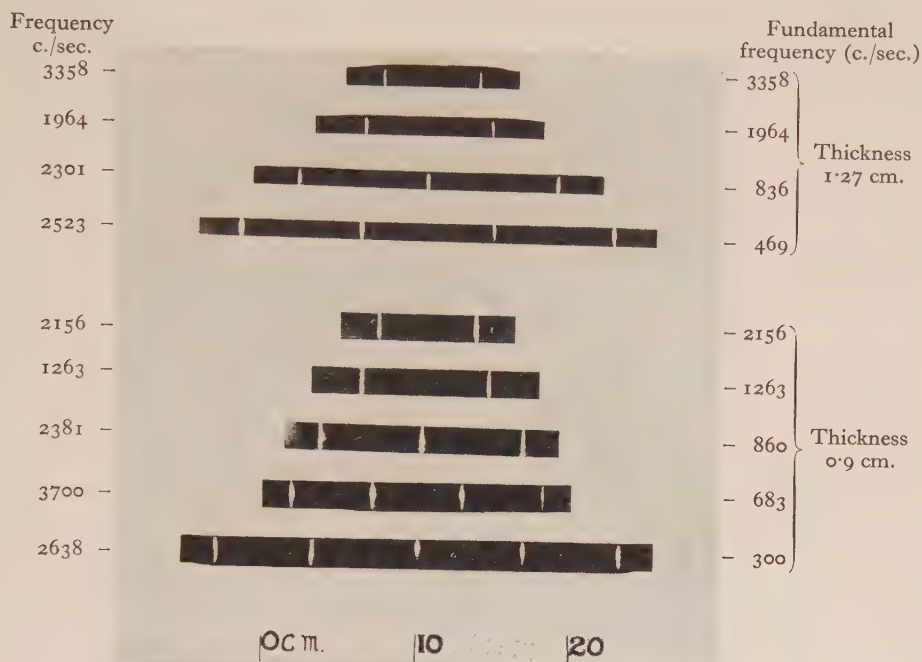 Frequency
c./sec.
Fundamental
frequency (c./sec.)
3358 –
– 3358
1964 –
– 1964
Thickness
1·27 cm.
2301 –
– 836
2523 –
– 469
2156 –
– 2156
1263 –
– 1263
2381 –
– 860
Thickness
0·9 cm.
3700 –
– 683
2638 –
– 300
0 C m. 10 20